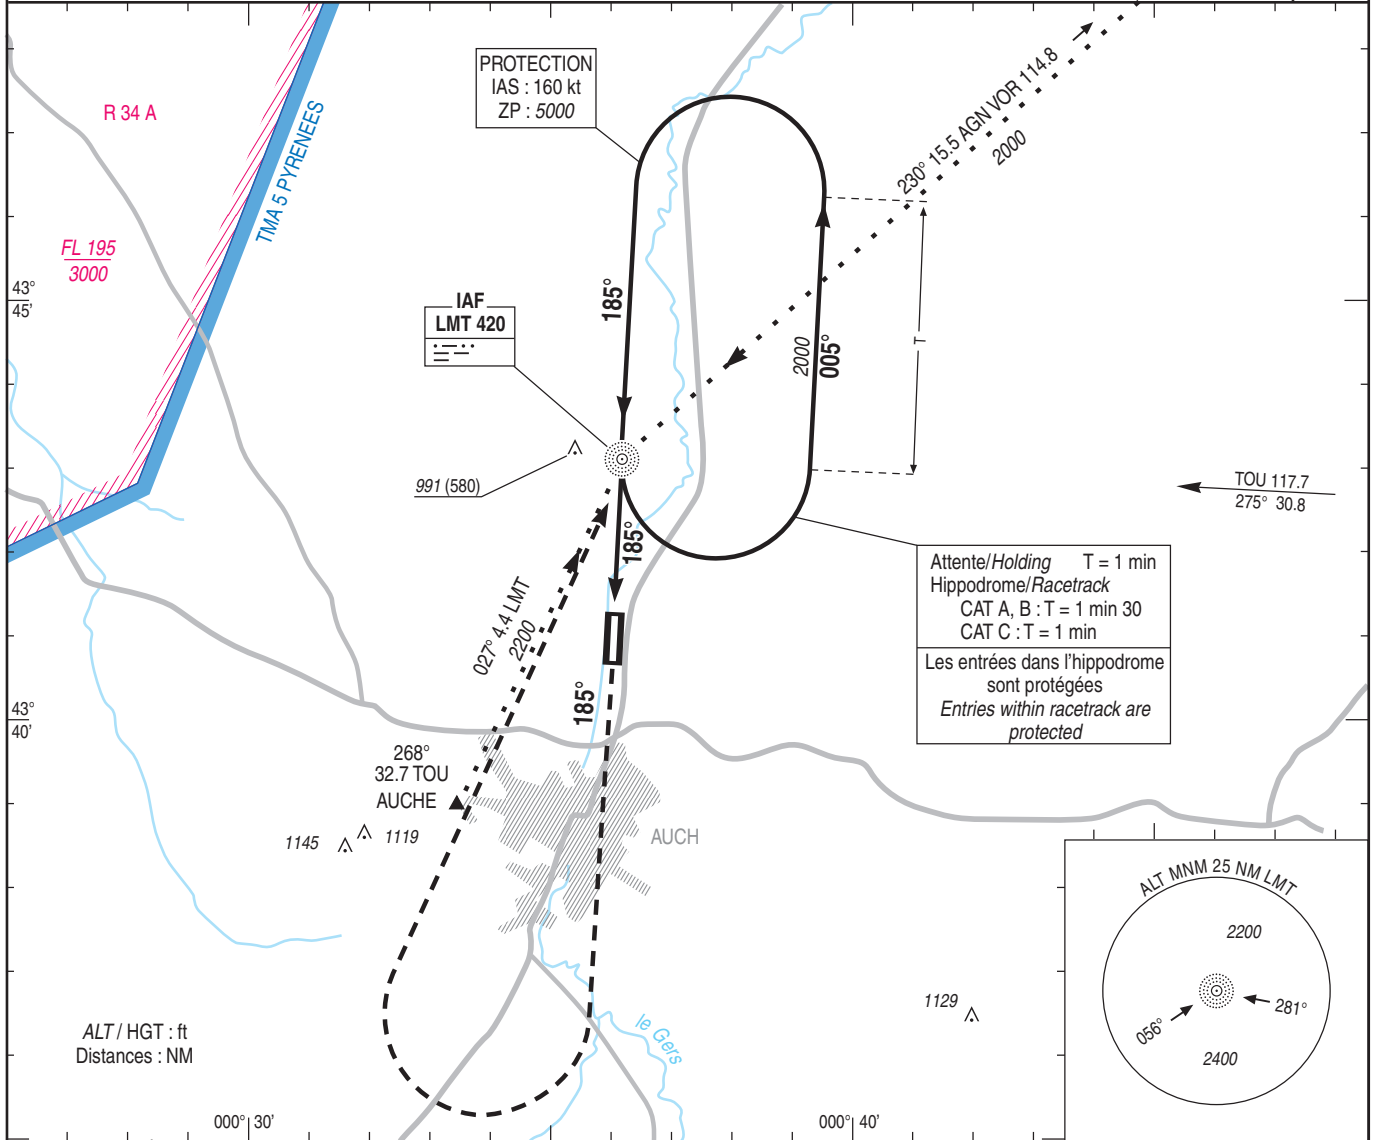 PROTECTION
IAS : 160 kt
ZP : 5000
R 34 A
TMA 5 PYRENEES
FL 195
3000
230° 15.5 AGN VOR 114.8
2000
43°
45'
IAF
LMT 420
185°
2000
005°
T
991 (580)
TOU 117.7
275° 30.8
185°
Attente/Holding T = 1 min
Hippodrome/Racetrack
CAT A, B : T = 1 min 30
CAT C : T = 1 min
Les entrées dans l'hippodrome
sont protégées
Entries within racetrack are
protected
027° 4.4 LMT
2200
185°
43°
40'
268°
32.7 TOU
AUCHE
1145
1119
AUCH
ALT MNM 25 NM LMT
2200
056°
281°
2400
1129
le Gers
ALT / HGT : ft
Distances : NM
000° 30'
000° 40'